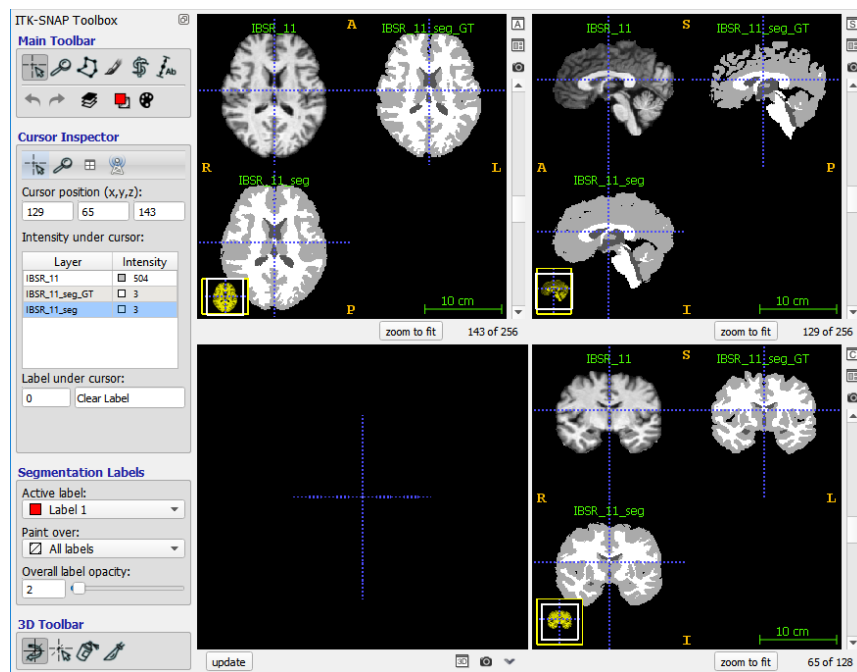 ITK-SNAP Toolbox
Main Toolbar
Ab
Cursor Inspector
Cursor position (x,y,z):
129 65 143
Intensity under cursor:
Layer Intensity
IBSR_11 504
IBSR_11_seg_GT 3
IBSR_11_seg 3
Label under cursor:
0 Clear Label
Segmentation Labels
Active label:
Label 1
Paint over:
All labels
Overall label opacity:
2
3D Toolbar
IBSR_11 A IBSR_11_seg_GT
R L
IBSR_11_seg
P 10 cm
zoom to fit 143 of 256
A
IBSR_11 S IBSR_11_seg_GT
A P
IBSR_11_seg
I 10 cm
zoom to fit 129 of 256
S
update 3D
IBSR_11 S IBSR_11_seg_GT
R L
IBSR_11_seg
I 10 cm
zoom to fit 65 of 128
C